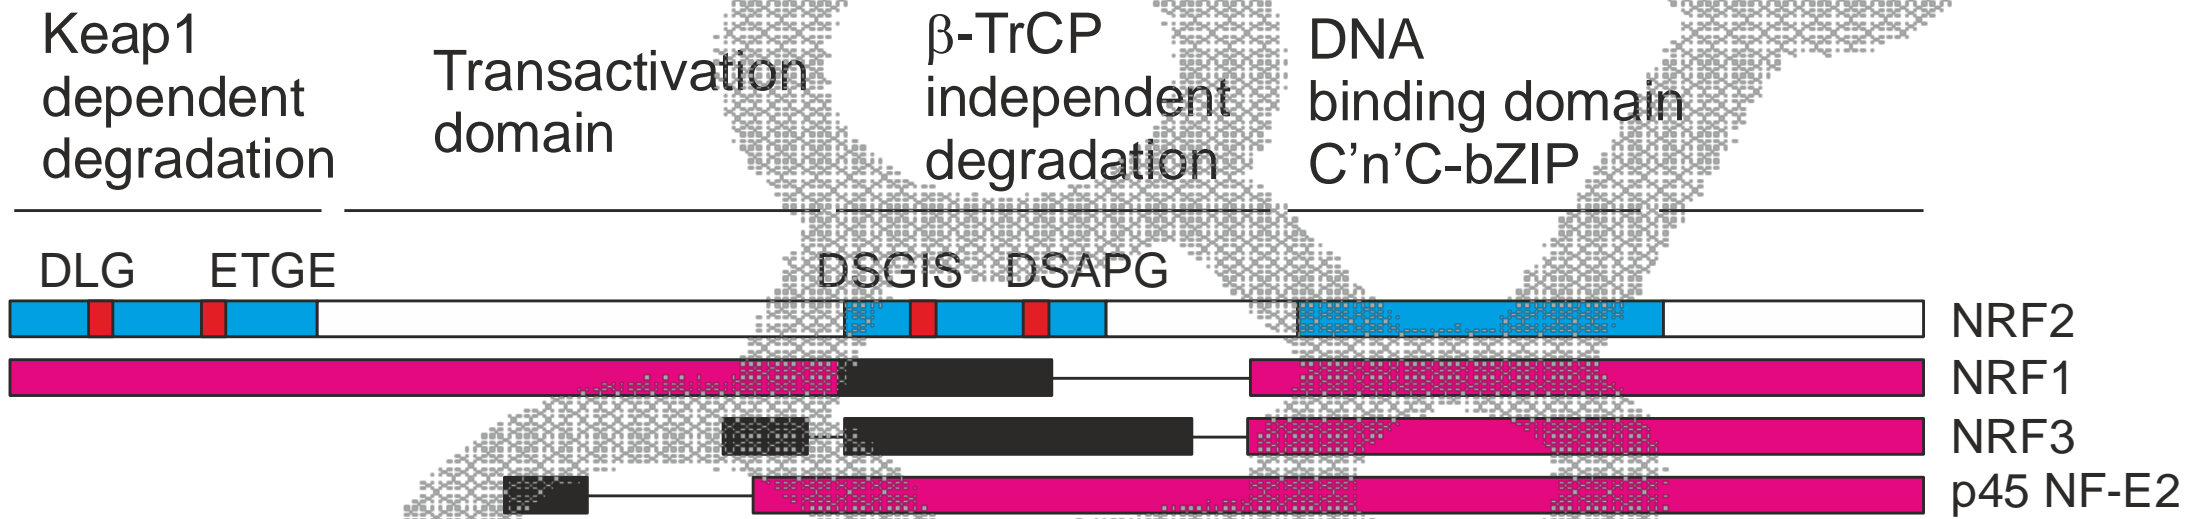 Keap1
dependent
degradation
Transactivation
domain
β-TrCP
independent
degradation
DNA
binding domain
C’n’C-bZIP
DLG ETGE DSGIS DSAPG
NRF2
NRF1
NRF3
p45 NF-E2